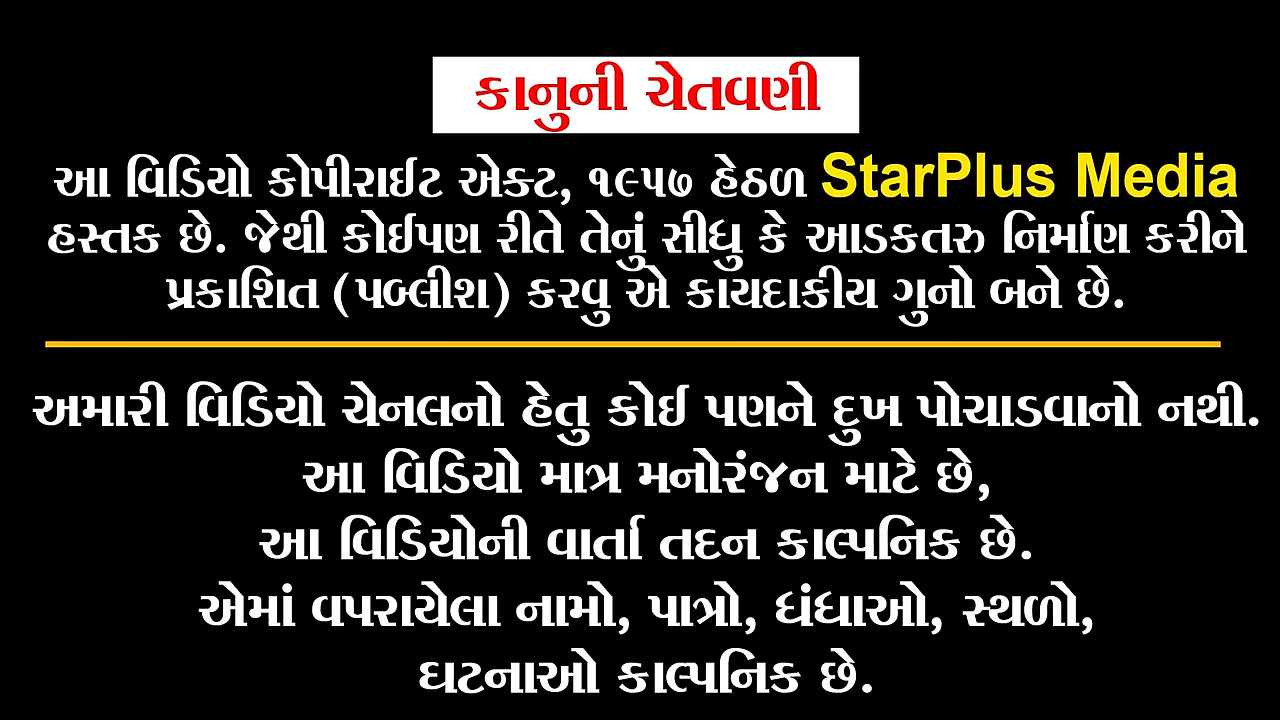 કાનુની ચેતવણી
આ વિડિયો કોપીરાઈટ એક્ટ, ૧૯૫૭ હેઠળ StarPlus Media
હસ્તક છે. જેથી કોઈપણ રીતે તેનું સીધુ કે આડકતરુ નિર્માણ કરીને
પ્રકાશિત (પબ્લીશ) કરવુ એ કાયદાકીય ગુનો બને છે.
અમારી વિડિયો ચેનલનો હેતુ કોઈ પણને દુખ પોચાડવાનો નથી.
આ વિડિયો માત્ર મનોરંજન માટે છે,
આ વિડિયોની વાર્તા તદન કાલ્પનિક છે.
એમાં વપરાયેલા નામો, પાત્રો, ધંધાઓ, સ્થળો,
ઘટનાઓ કાલ્પનિક છે.